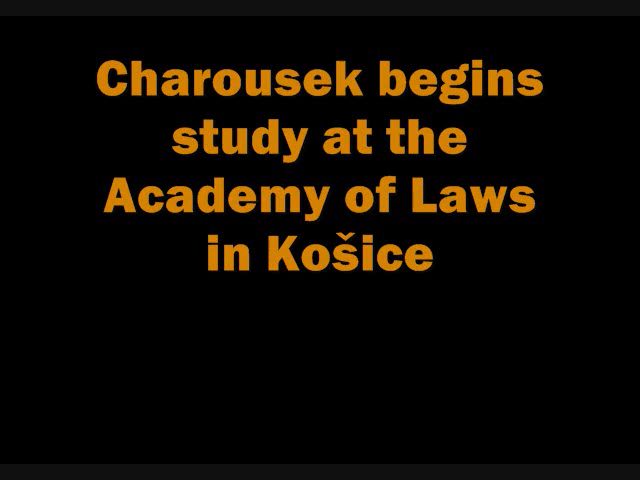 Charousek begins
study at the
Academy of Laws
in Košice